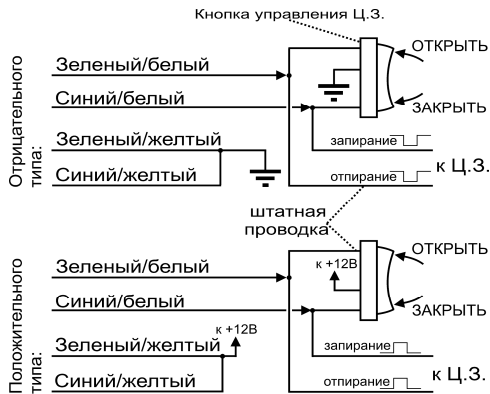 Кнопка управления Ц.З.
ОТКРЫТЬ
Зеленый/белый
Синий/белый
ЗАКРЫТЬ
Отрицательного
типа:
Зеленый/желтый
запирание
к Ц.З.
Синий/желтый
отпирание
штатная
проводка
ОТКРЫТЬ
Зеленый/белый
к +12В
Синий/белый
ЗАКРЫТЬ
Положительного
типа:
к +12В
Зеленый/желтый
запирание
к Ц.З.
Синий/желтый
отпирание